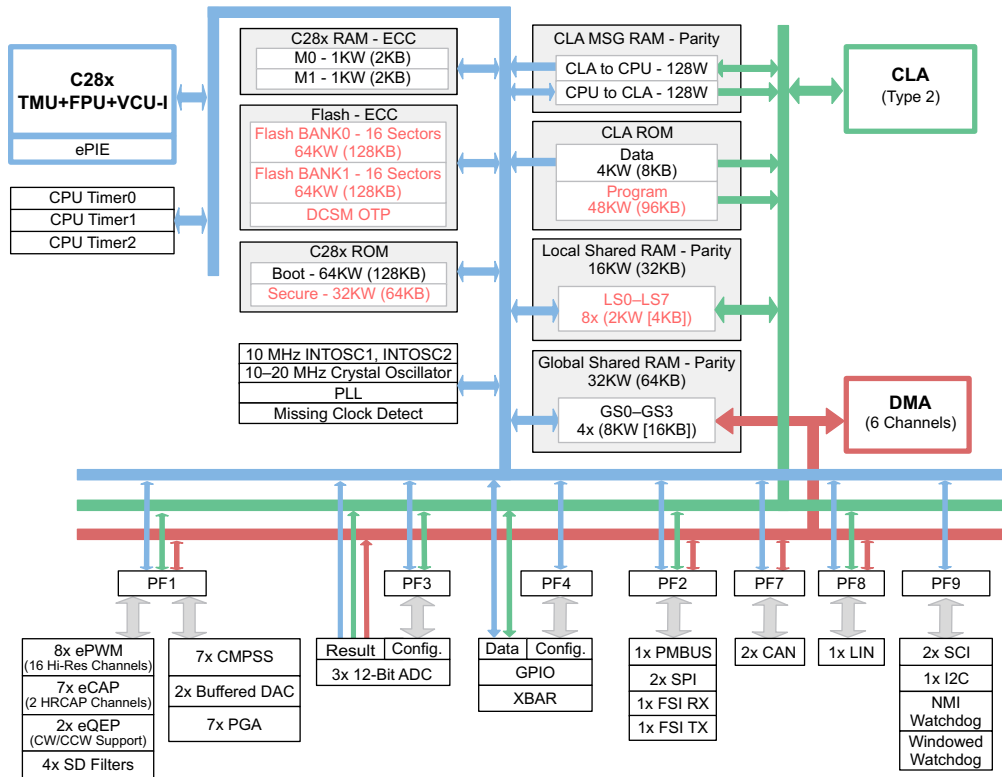 C28x
TMU+FPU+VCU-I
ePIE
CPU Timer0
CPU Timer1
CPU Timer2
C28x RAM - ECC
M0 - 1KW (2KB)
M1 - 1KW (2KB)
Flash - ECC
Flash BANK0 - 16 Sectors
64KW (128KB)
Flash BANK1 - 16 Sectors
64KW (128KB)
DCSM OTP
C28x ROM
Boot - 64KW (128KB)
Secure - 32KW (64KB)
10 MHz INTOSC1, INTOSC2
10–20 MHz Crystal Oscillator
PLL
Missing Clock Detect
CLA MSG RAM - Parity
CLA to CPU - 128W
CPU to CLA - 128W
CLA ROM
Data
4KW (8KB)
Program
48KW (96KB)
Local Shared RAM - Parity
16KW (32KB)
LS0–LS7
8x (2KW [4KB])
Global Shared RAM - Parity
32KW (64KB)
GS0–GS3
4x (8KW [16KB])
CLA
(Type 2)
DMA
(6 Channels)
PF1
PF3
PF4
PF2
PF7
PF8
PF9
8x ePWM
(16 Hi-Res Channels)
7x eCAP
(2 HRCAP Channels)
2x eQEP
(CW/CCW Support)
4x SD Filters
7x CMPSS
2x Buffered DAC
7x PGA
Result
Config.
3x 12-Bit ADC
Data
Config.
GPIO
XBAR
1x PMBUS
2x SPI
1x FSI RX
1x FSI TX
2x CAN
1x LIN
2x SCI
1x I2C
NMI
Watchdog
Windowed
Watchdog